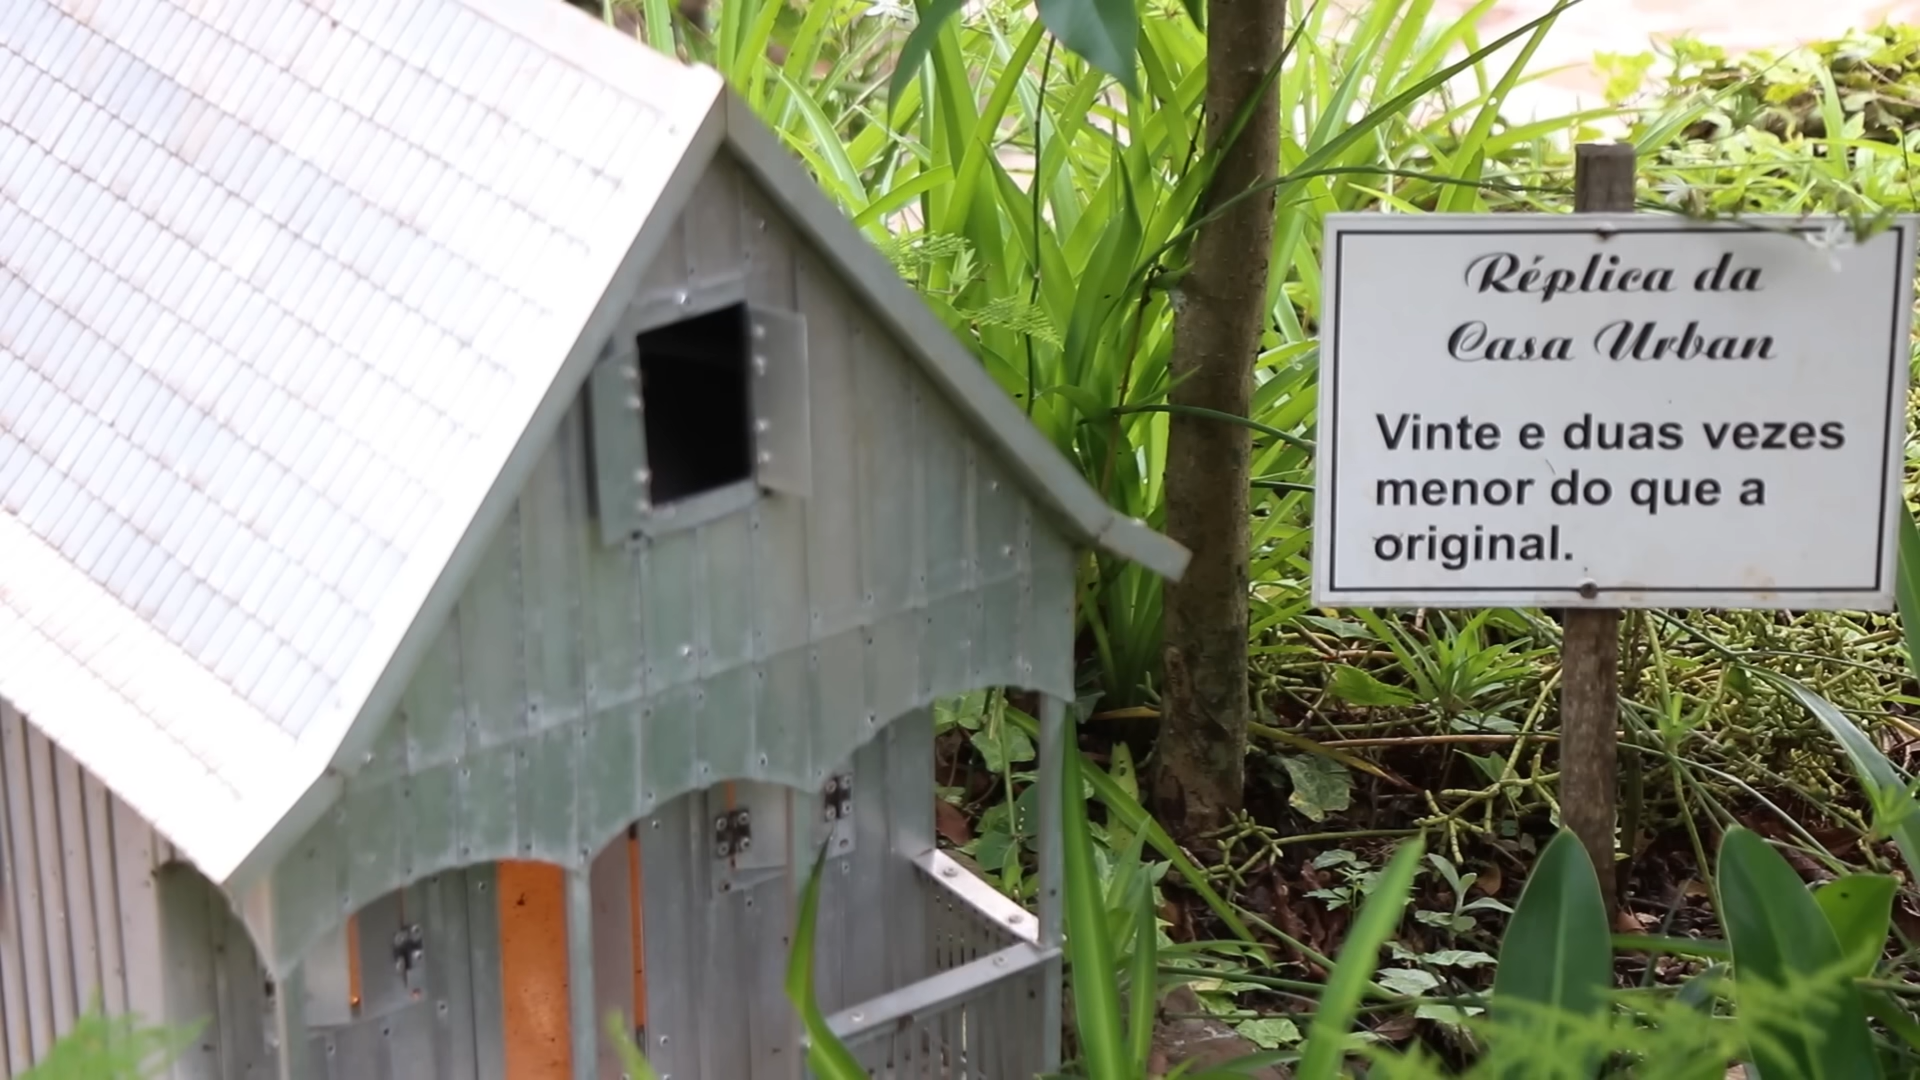 Réplica da
Casa Urban
Vinte e duas vezes
menor do que a
original.